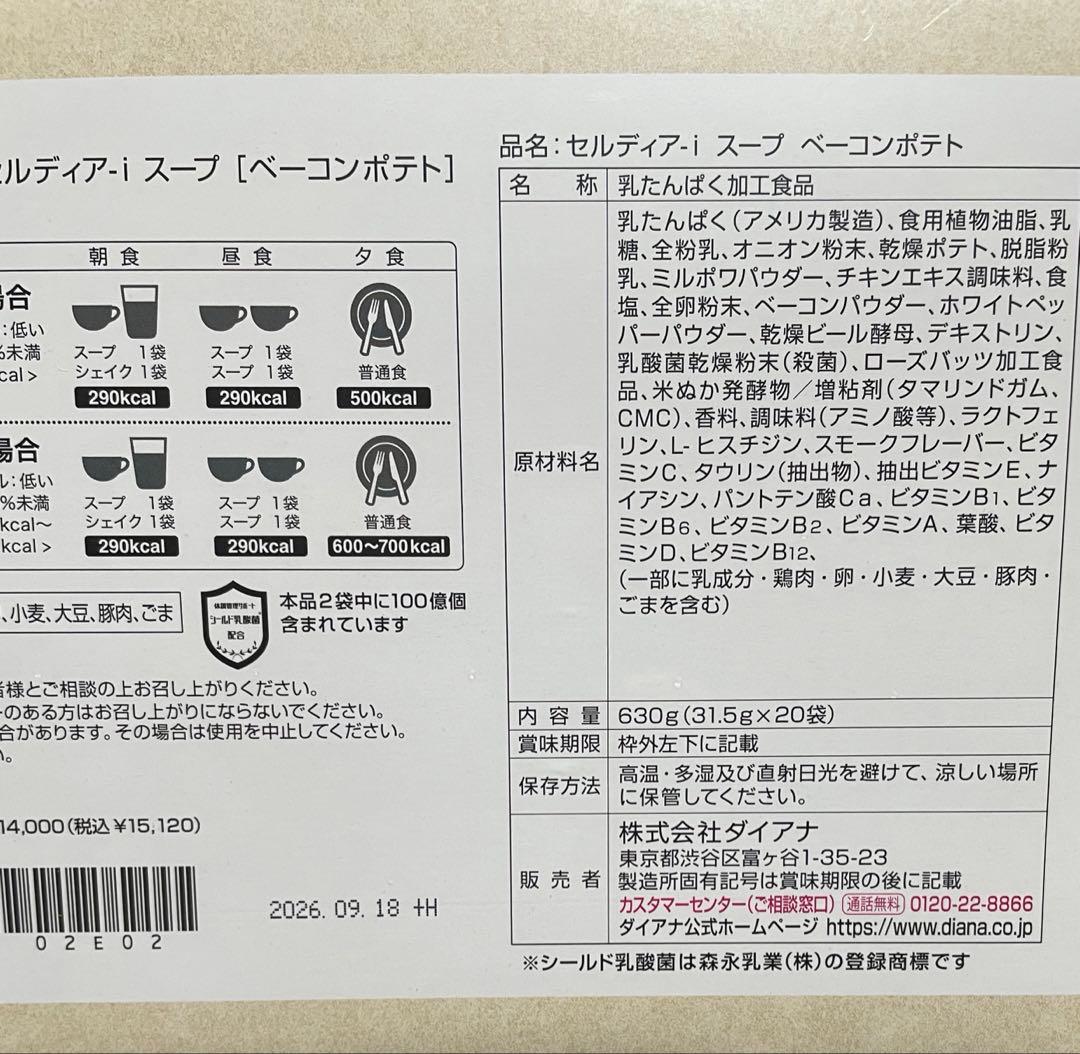 ルディア-i スープ［ベーコンポテト］
朝食 昼食 夕食
場合
：低い
%未満
cal >
スープ 1袋
シェイク 1袋
290kcal
スープ 1袋
スープ 1袋
290kcal
普通食
500kcal
場合
ル：低い
%未満
kcal〜
kcal >
スープ 1袋
シェイク 1袋
290kcal
スープ 1袋
スープ 1袋
290kcal
普通食
600〜700kcal
、小麦、大豆、豚肉、ごま
体調管理サポート
シールド乳酸菌®
配合
本品2袋中に100億個
含まれています
者様とご相談の上お召し上がりください。
ーのある方はお召し上がりにならないでください。
合があります。その場合は使用を中止してください。
い。
14,000(税込￥15,120)
0 2 E 0 2
2026. 09. 18 +H
品名：セルディア-i スープ ベーコンポテト
名称 乳たんぱく加工食品
原材料名
乳たんぱく(アメリカ製造)、食用植物油脂、乳
糖、全粉乳、オニオン粉末、乾燥ポテト、脱脂粉
乳、ミルポワパウダー、チキンエキス調味料、食
塩、全卵粉末、ベーコンパウダー、ホワイトペッ
パーパウダー、乾燥ビール酵母、デキストリン、
乳酸菌乾燥粉末(殺菌)、ローズバッツ加工食
品、米ぬか発酵物／増粘剤(タマリンドガム、
CMC)、香料、調味料(アミノ酸等)、ラクトフェ
リン、L-ヒスチジン、スモークフレーバー、ビタ
ミンC、タウリン(抽出物)、抽出ビタミンE、ナ
イアシン、パントテン酸Ca、ビタミンB1、ビタ
ミンB6、ビタミンB2、ビタミンA、葉酸、ビタ
ミンD、ビタミンB12、
(一部に乳成分・鶏肉・卵・小麦・大豆・豚肉・
ごまを含む)
内容量 630g(31.5g×20袋)
賞味期限 枠外左下に記載
保存方法
高温・多湿及び直射日光を避けて、涼しい場所
に保管してください。
販売者
株式会社ダイアナ
東京都渋谷区富ヶ谷1-35-23
製造所固有記号は賞味期限の後に記載
カスタマーセンター(ご相談窓口) 通話無料 0120-22-8866
ダイアナ公式ホームページ https://www.diana.co.jp
※シールド乳酸菌は森永乳業(株)の登録商標です